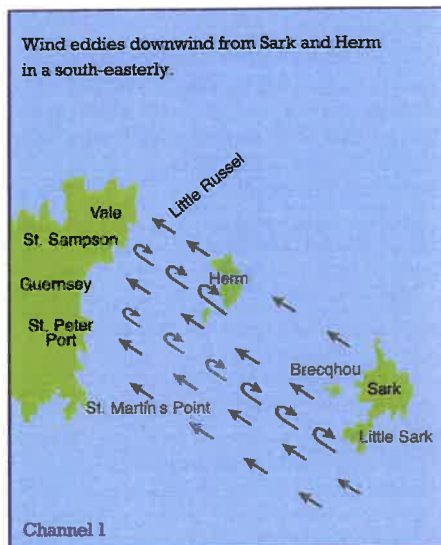 Wind eddies downwind from Sark and Herm
in a south-easterly.
Little Russel
Vale
St. Sampson
Herm
Guernsey
St. Peter
Port
Brecqhou
Sark
St. Martin's Point
Little Sark
Channel 1